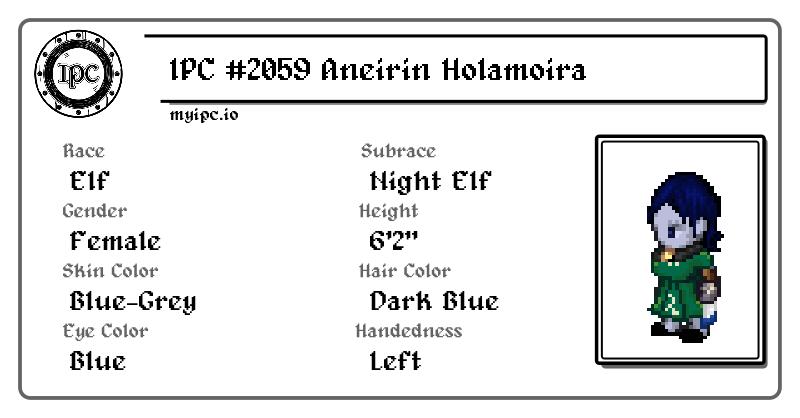 IPC
IPC #2059 Aneirin Holamoira
myipc.io
Race
Elf
Subrace
Night Elf
Gender
Female
Height
6'2"
Skin Color
Blue-Grey
Hair Color
Dark Blue
Eye Color
Blue
Handedness
Left